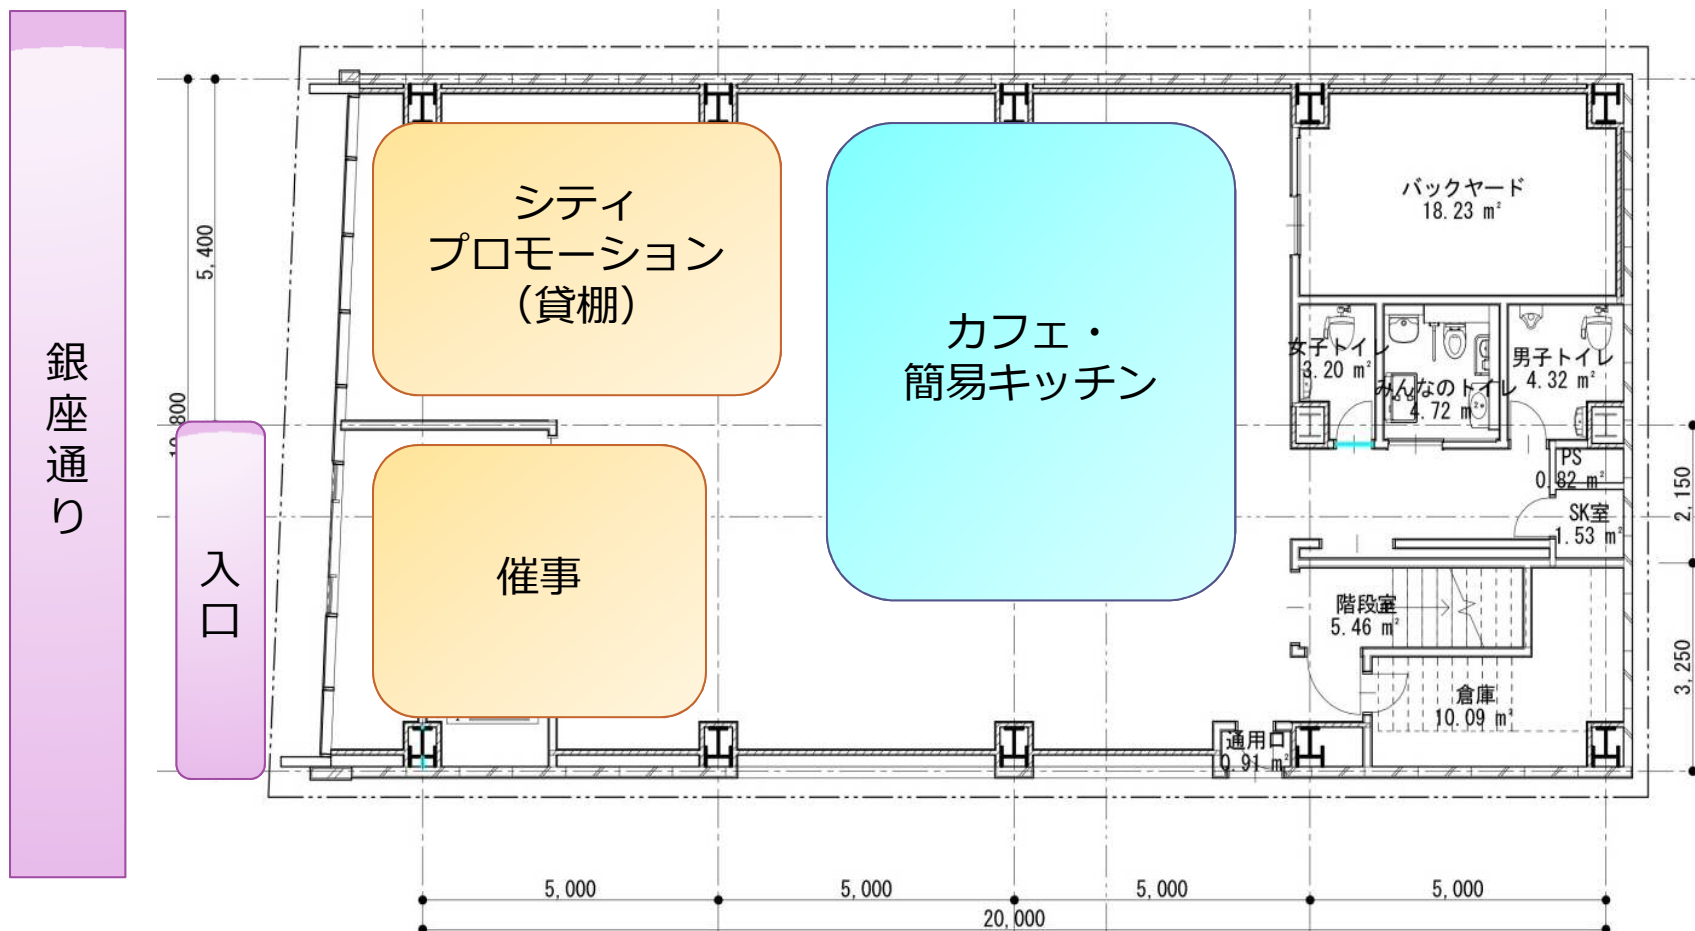 銀座通り
入口
5,400
シティ
プロモーション
（貸棚）
催事
カフェ・
簡易キッチン
バックヤード
18.23 m²
女子トイレ
3.20 m²
みんなのトイレ
4.72 m
男子トイレ
4.32 m²
PS
0.82 m²
SK室
1.53 m²
階段室
5.46 m²
倉庫
10.09 m²
通用口
0.91 m²
2,150
3,250
5,000
5,000
5,000
5,000
20,000